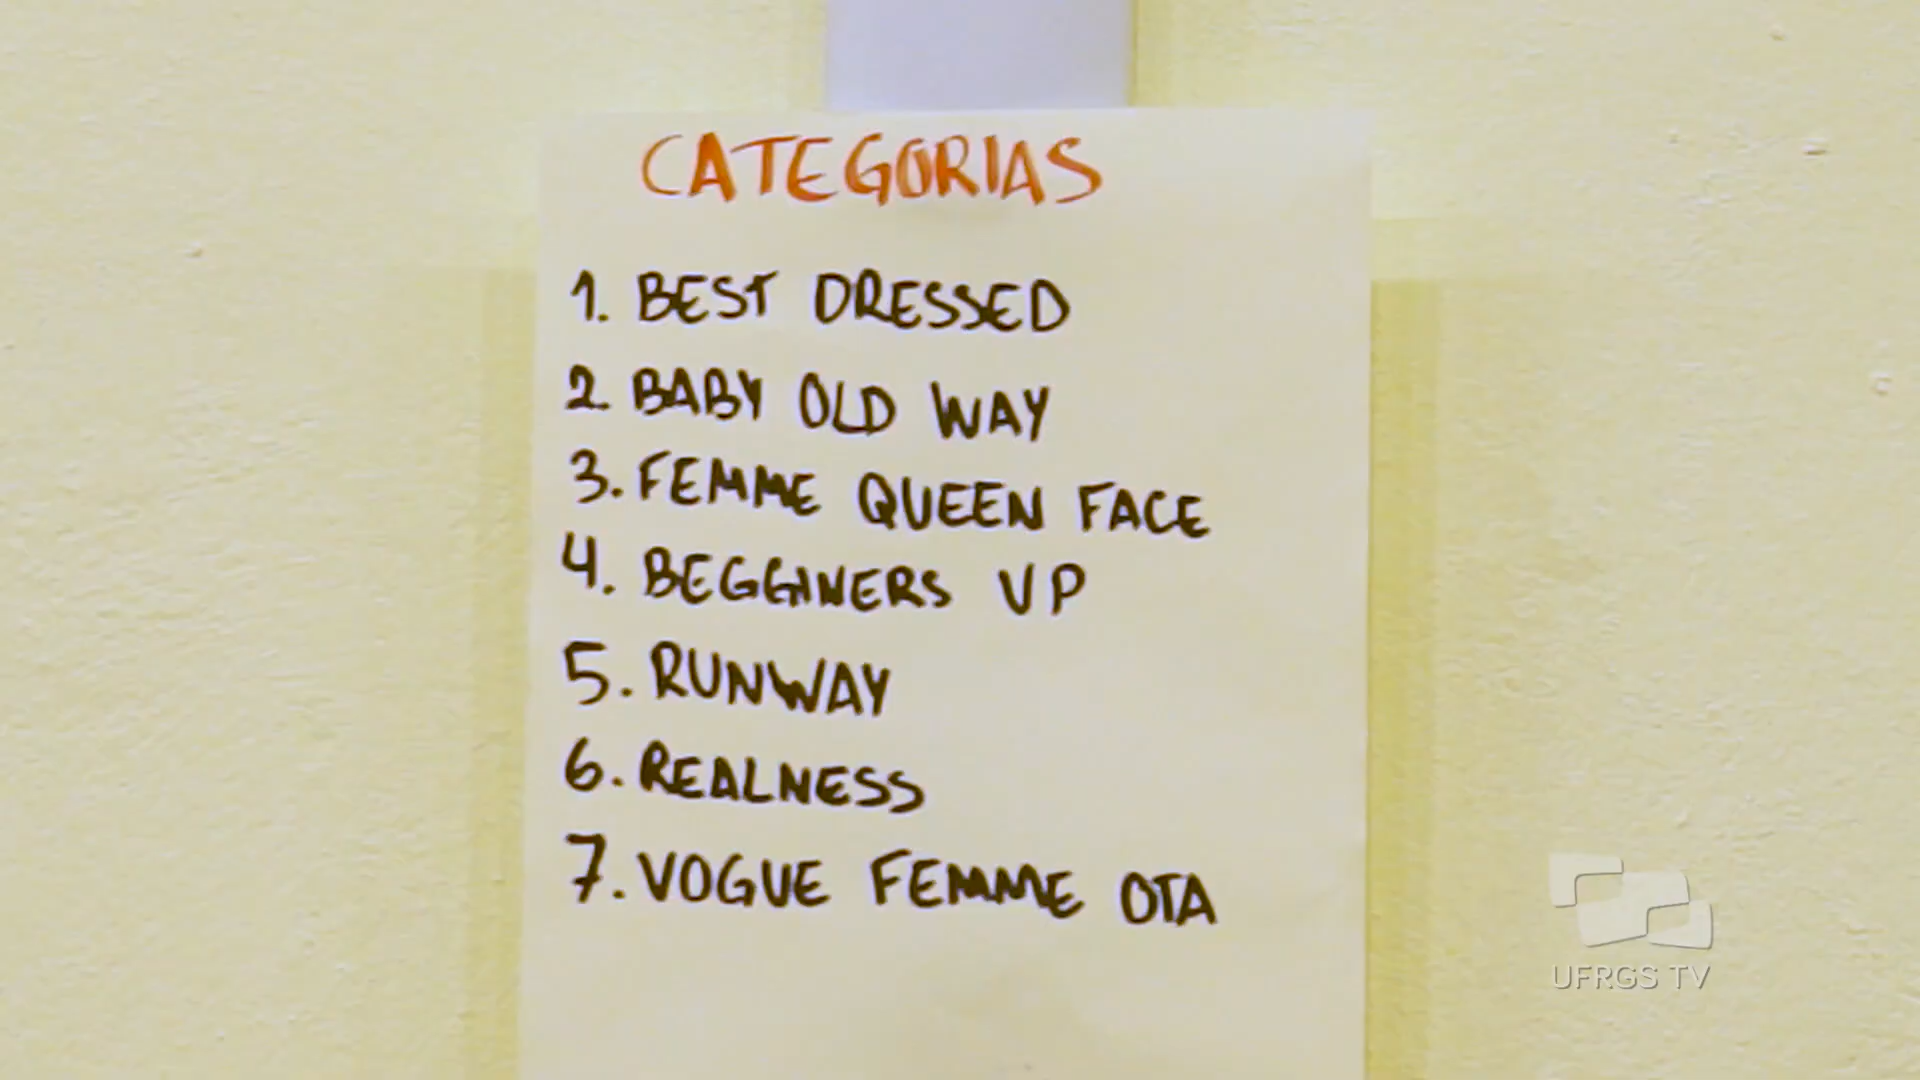 CATEGORIAS
1. BEST DRESSED
2. BABY OLD WAY
3. FEMME QUEEN FACE
4. BEGGINERS VP
5. RUNWAY
6. REALNESS
7. VOGUE FEMME OTA
UFRGS TV